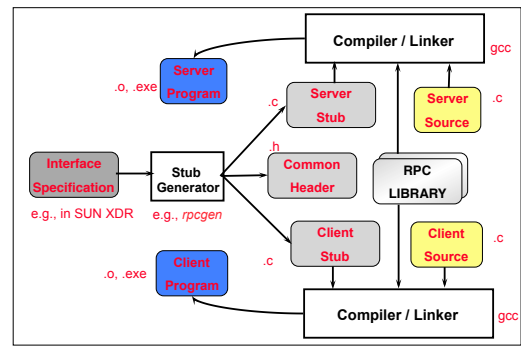 Compiler / Linker
gcc
.o, .exe
Server
Program
.c
Server
Stub
Server
Source
.c
.h
Interface
Specification
Stub
Generator
Common
Header
RPC
LIBRARY
e.g., in SUN XDR
e.g., rpcgen
Client
Stub
.c
Client
Source
.c
.o, .exe
Client
Program
Compiler / Linker
gcc